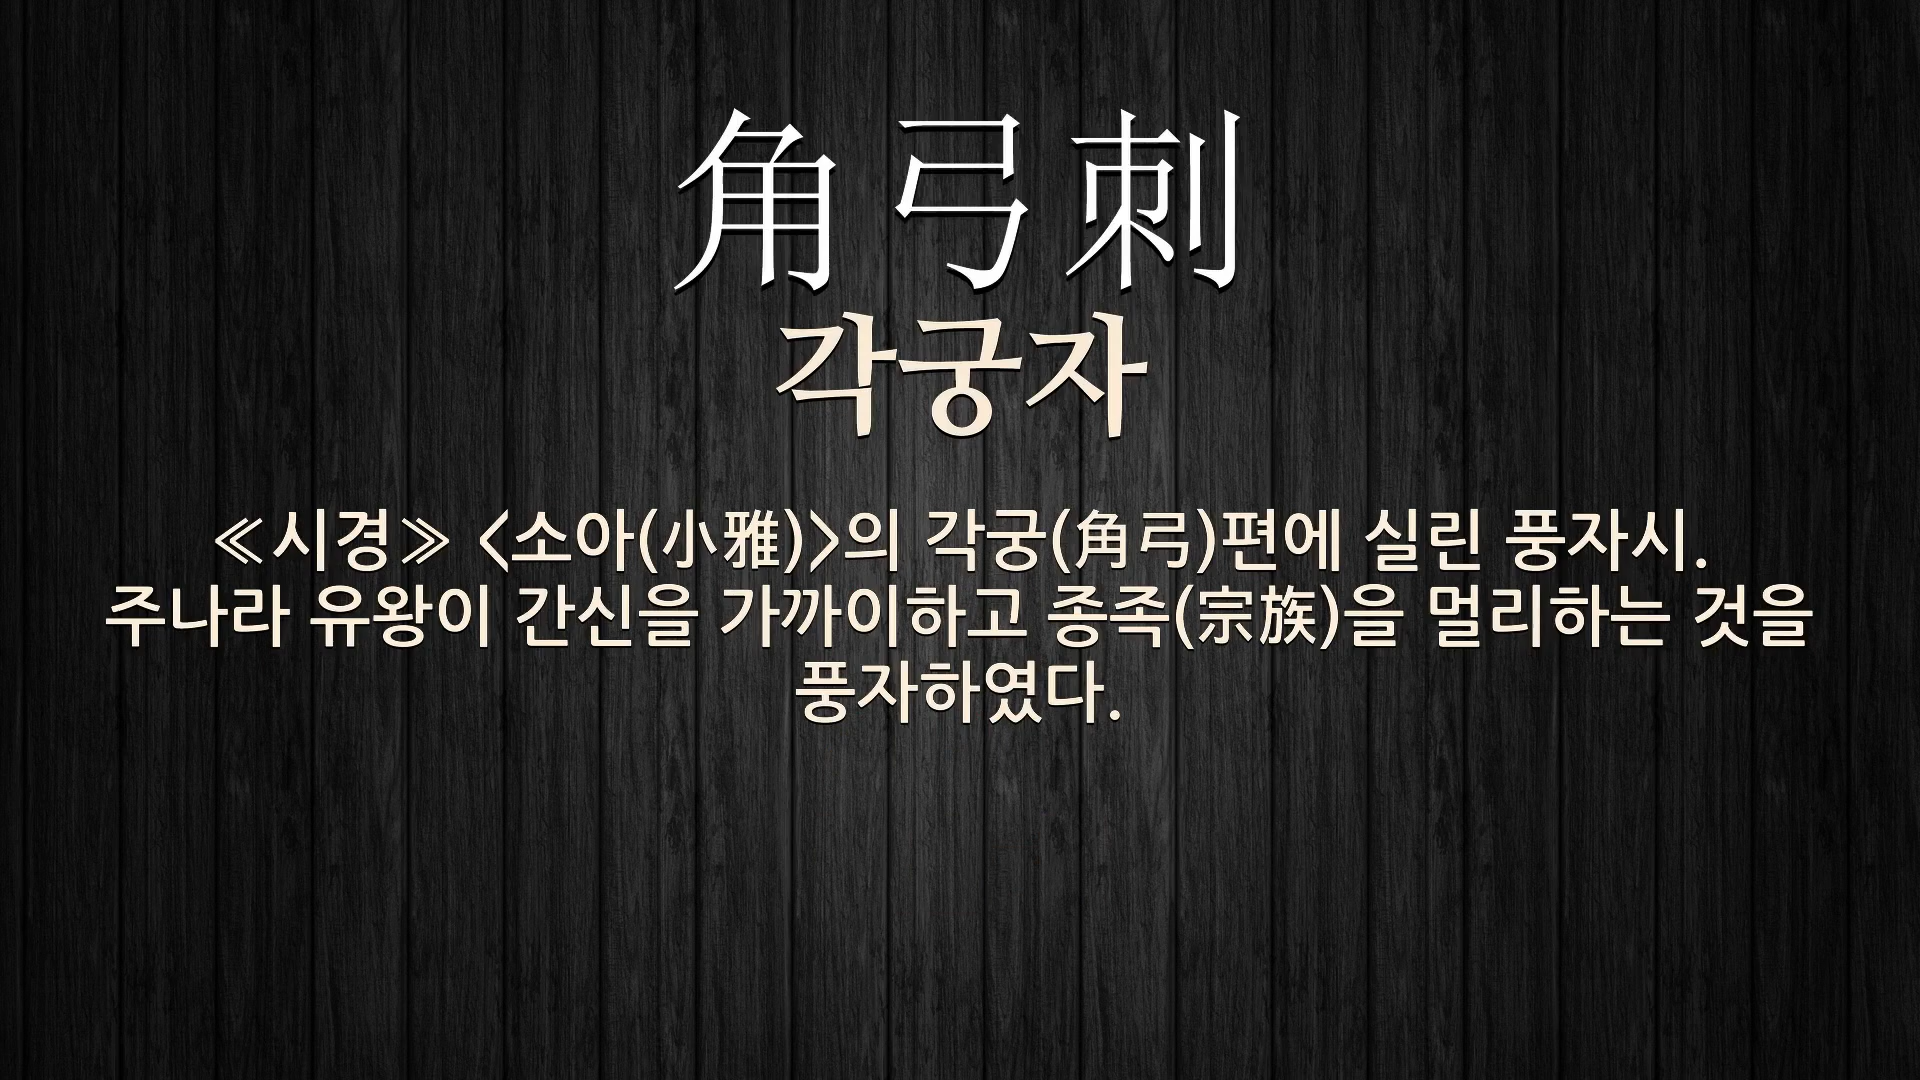 角弓刺
각궁자
≪시경≫ <소아(小雅)>의 각궁(角弓)편에 실린 풍자시.
주나라 유왕이 간신을 가까이하고 종족(宗族)을 멀리하는 것을
풍자하였다.